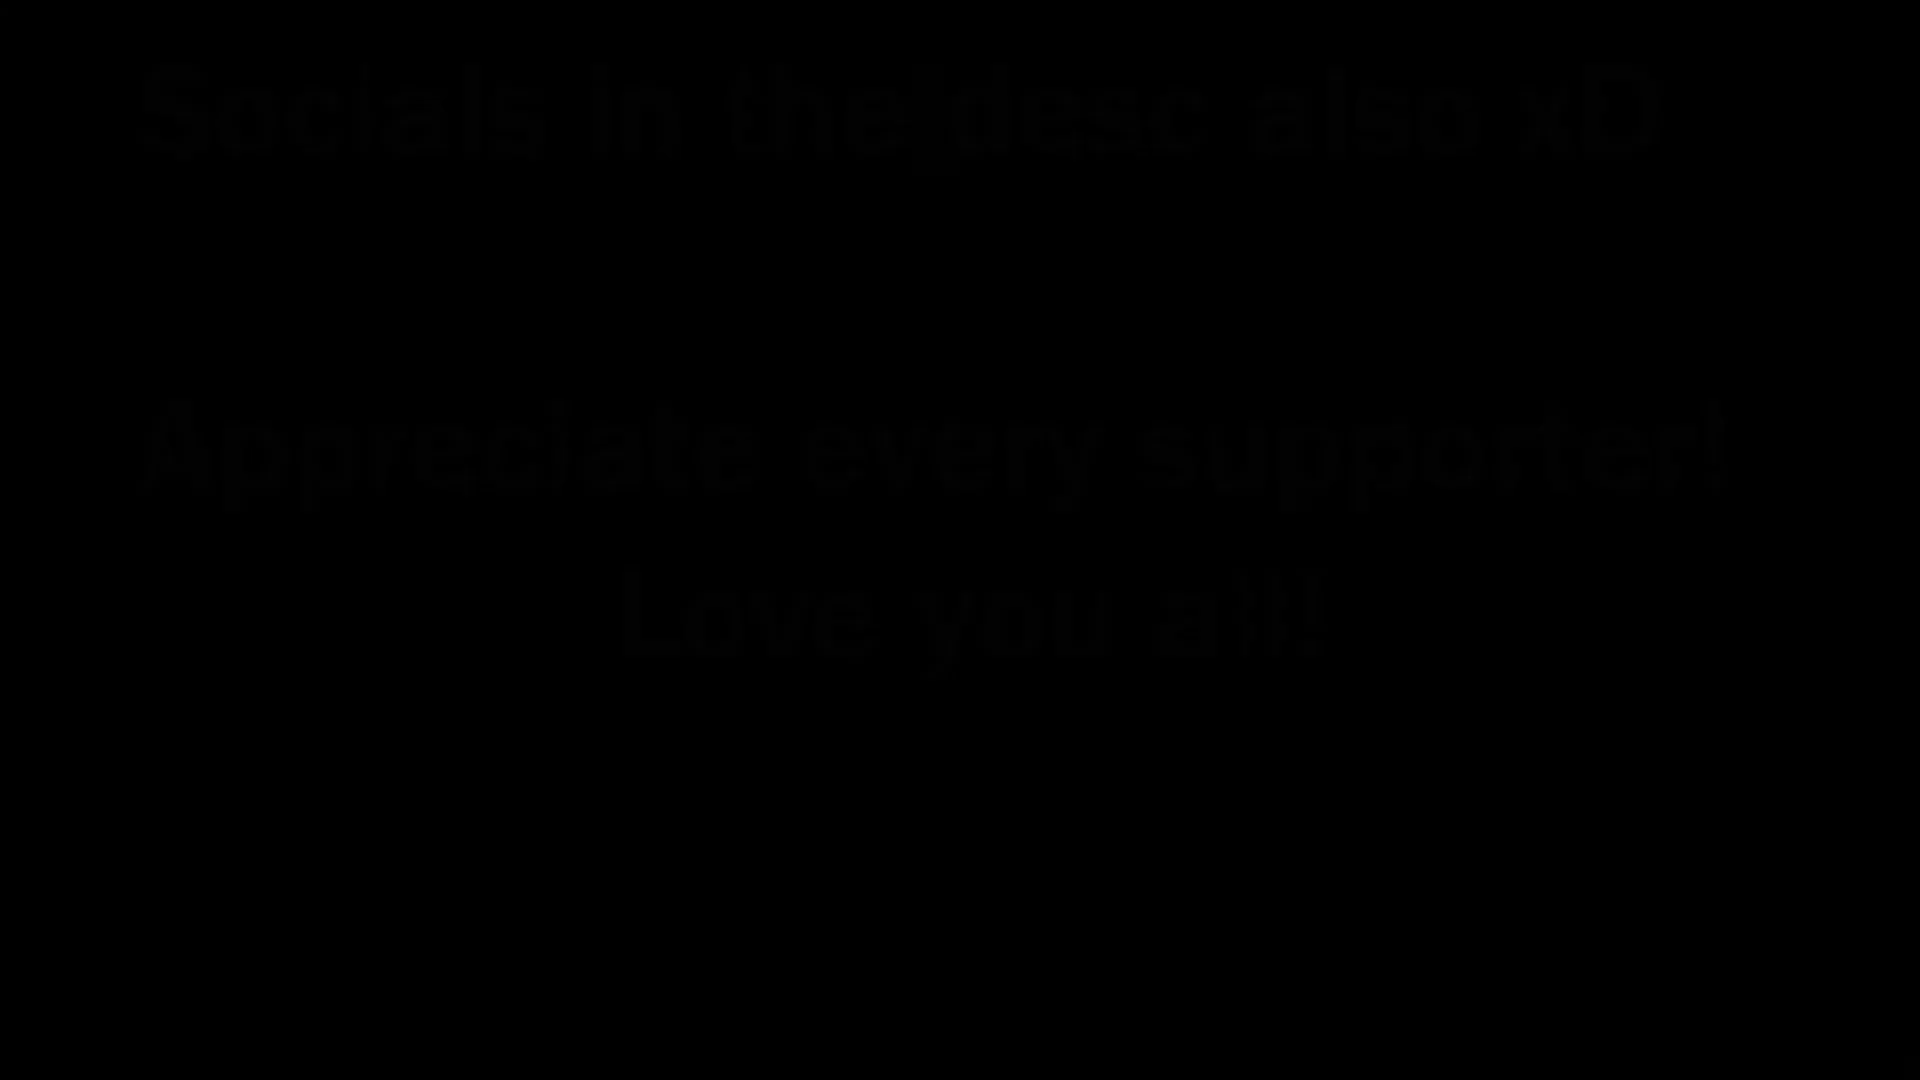 Socials in the desc also xD
Appreciate every supporter!
Love you all!